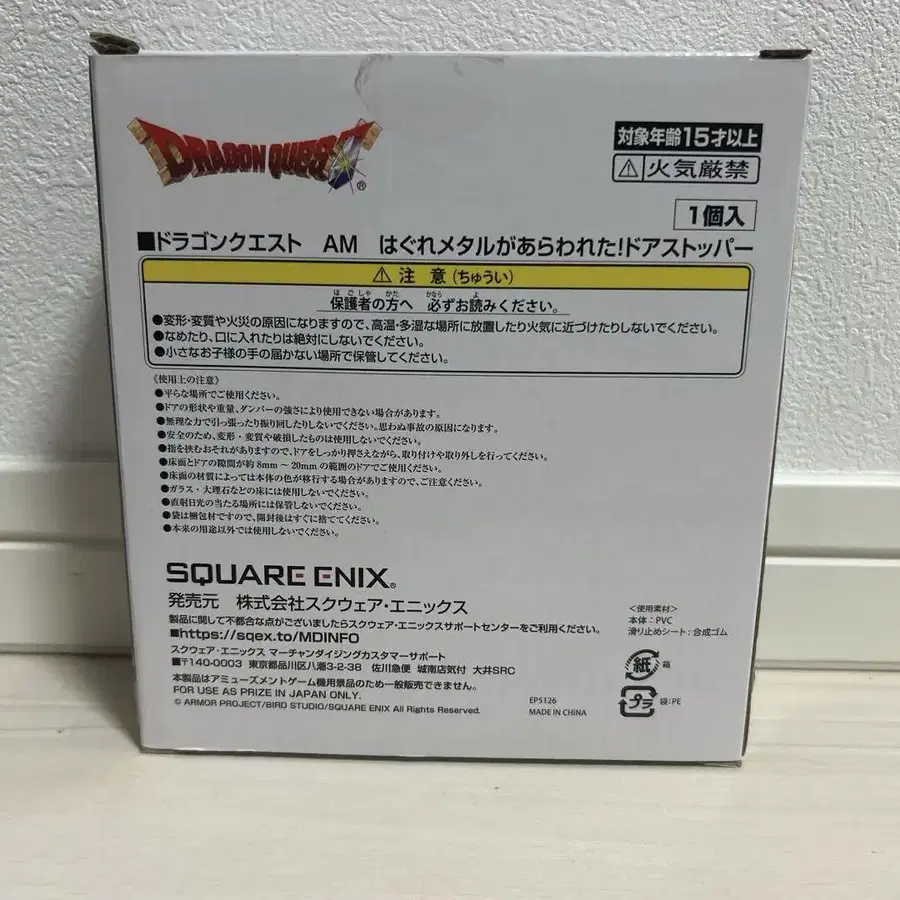 DRAGON QUEST®
対象年齢15才以上
⚠火気厳禁
1個入
■ドラゴンクエスト AM はぐれメタルがあらわれた!ドアストッパー
⚠注意(ちゅうい)
ほごしゃ かた かなら よ
保護者の方へ 必ずお読みください。
●変形・変質や火災の原因になりますので、高温・多湿な場所に放置したり火気に近づけたりしないでください。
●なめたり、口に入れたりは絶対にしないでください。
●小さなお子様の手の届かない場所で保管してください。
《使用上の注意》
●平らな場所でご使用ください。
●ドアの形状や重量、ダンパーの強さにより使用できない場合があります。
●無理な力で引っ張ったり振り回したりしないでください。思わぬ事故の原因になります。
●安全のため、変形・変質や破損したものは使用しないでください。
●指を挟むおそれがありますので、ドアをしっかり押さえながら、取り付けや取り外しを行ってください。
●床面とドアの隙間が約8mm～20mmの範囲のドアでご使用ください。
●床面の材質によっては本体の色が移行する場合がありますので、ご注意ください。
●ガラス・大理石などの床には使用しないでください。
●直射日光の当たる場所には保管しないでください。
●袋は梱包材ですので、開封後はすぐに捨ててください。
●本来の用途以外では使用しないでください。
SQUARE ENIX®
発売元 株式会社スクウェア・エニックス
製品に関して不都合な点がございましたらスクウェア・エニックスサポートセンターをご利用ください。
■https://sqex.to/MDINFO
スクウェア・エニックス マーチャンダイジングカスタマーサポート
■〒140-0003 東京都品川区八潮3-2-38 佐川急便 城南店気付 大井SRC
本製品はアミューズメントゲーム機用景品のため一般販売できません。
FOR USE AS PRIZE IN JAPAN ONLY.
© ARMOR PROJECT/BIRD STUDIO/SQUARE ENIX All Rights Reserved.
EPS126
MADE IN CHINA
＜使用素材＞
本体：PVC
滑り止めシート：合成ゴム
紙 箱
プラ 袋:PE